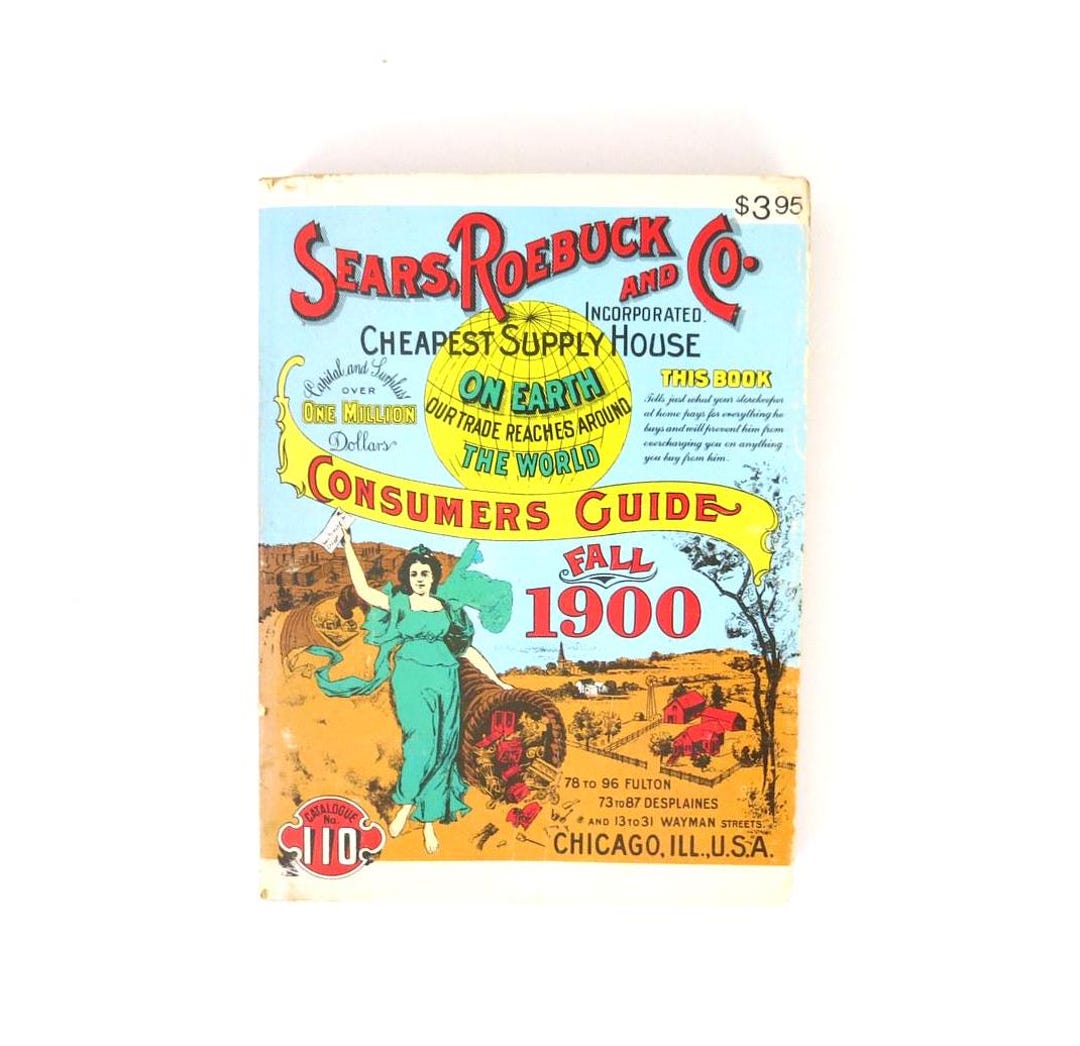 $3.95
SEARS, ROEBUCK AND CO.
INCORPORATED.
CHEAPEST SUPPLY HOUSE
ON EARTH
OUR TRADE REACHES AROUND
THE WORLD
Capital and Surplus
OVER
ONE MILLION
Dollars
THIS BOOK
Tells just what your storekeeper
at home pays for everything he
buys and will prevent him from
overcharging you on anything
you buy from him.
CONSUMERS GUIDE
FALL
1900
78 TO 96 FULTON
73 TO 87 DESPLAINES
AND 13 TO 31 WAYMAN STREETS.
CHICAGO, ILL., U.S.A.
CATALOGUE
No.
110